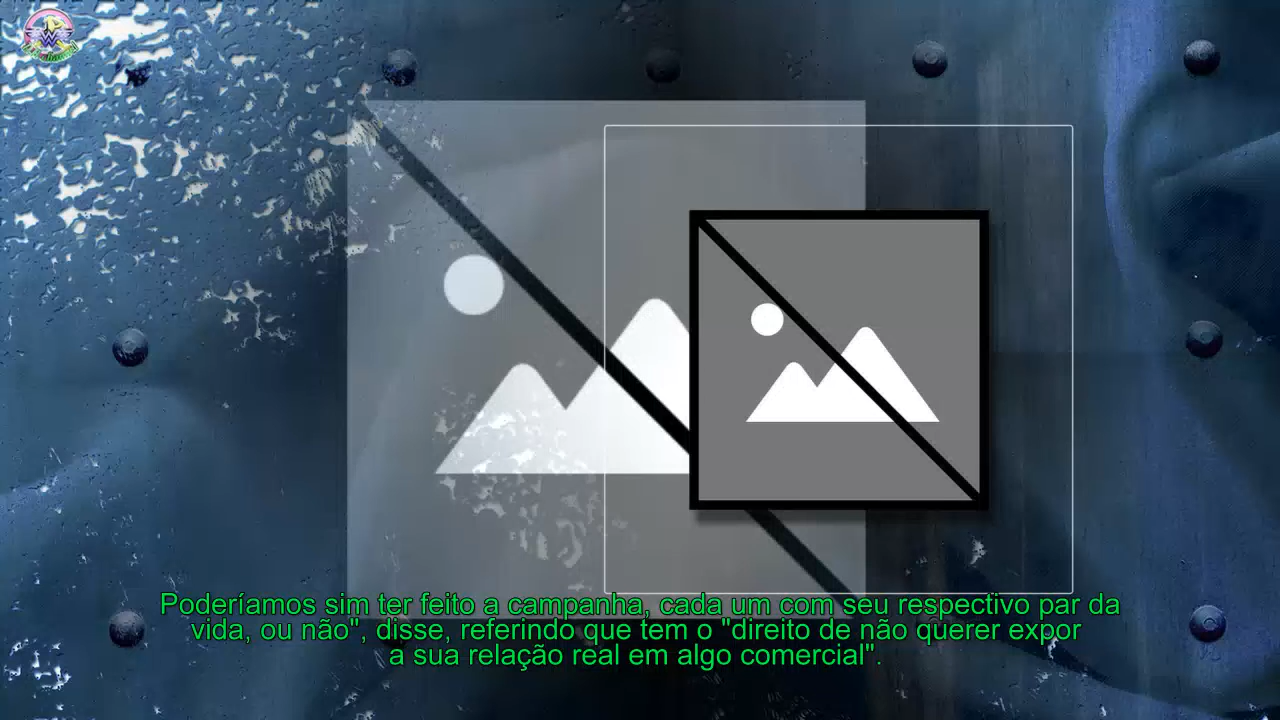 Poderíamos sim ter feito a campanha, cada um com seu respectivo par da
vida, ou não", disse, referindo que tem o "direito de não querer expor
a sua relação real em algo comercial".